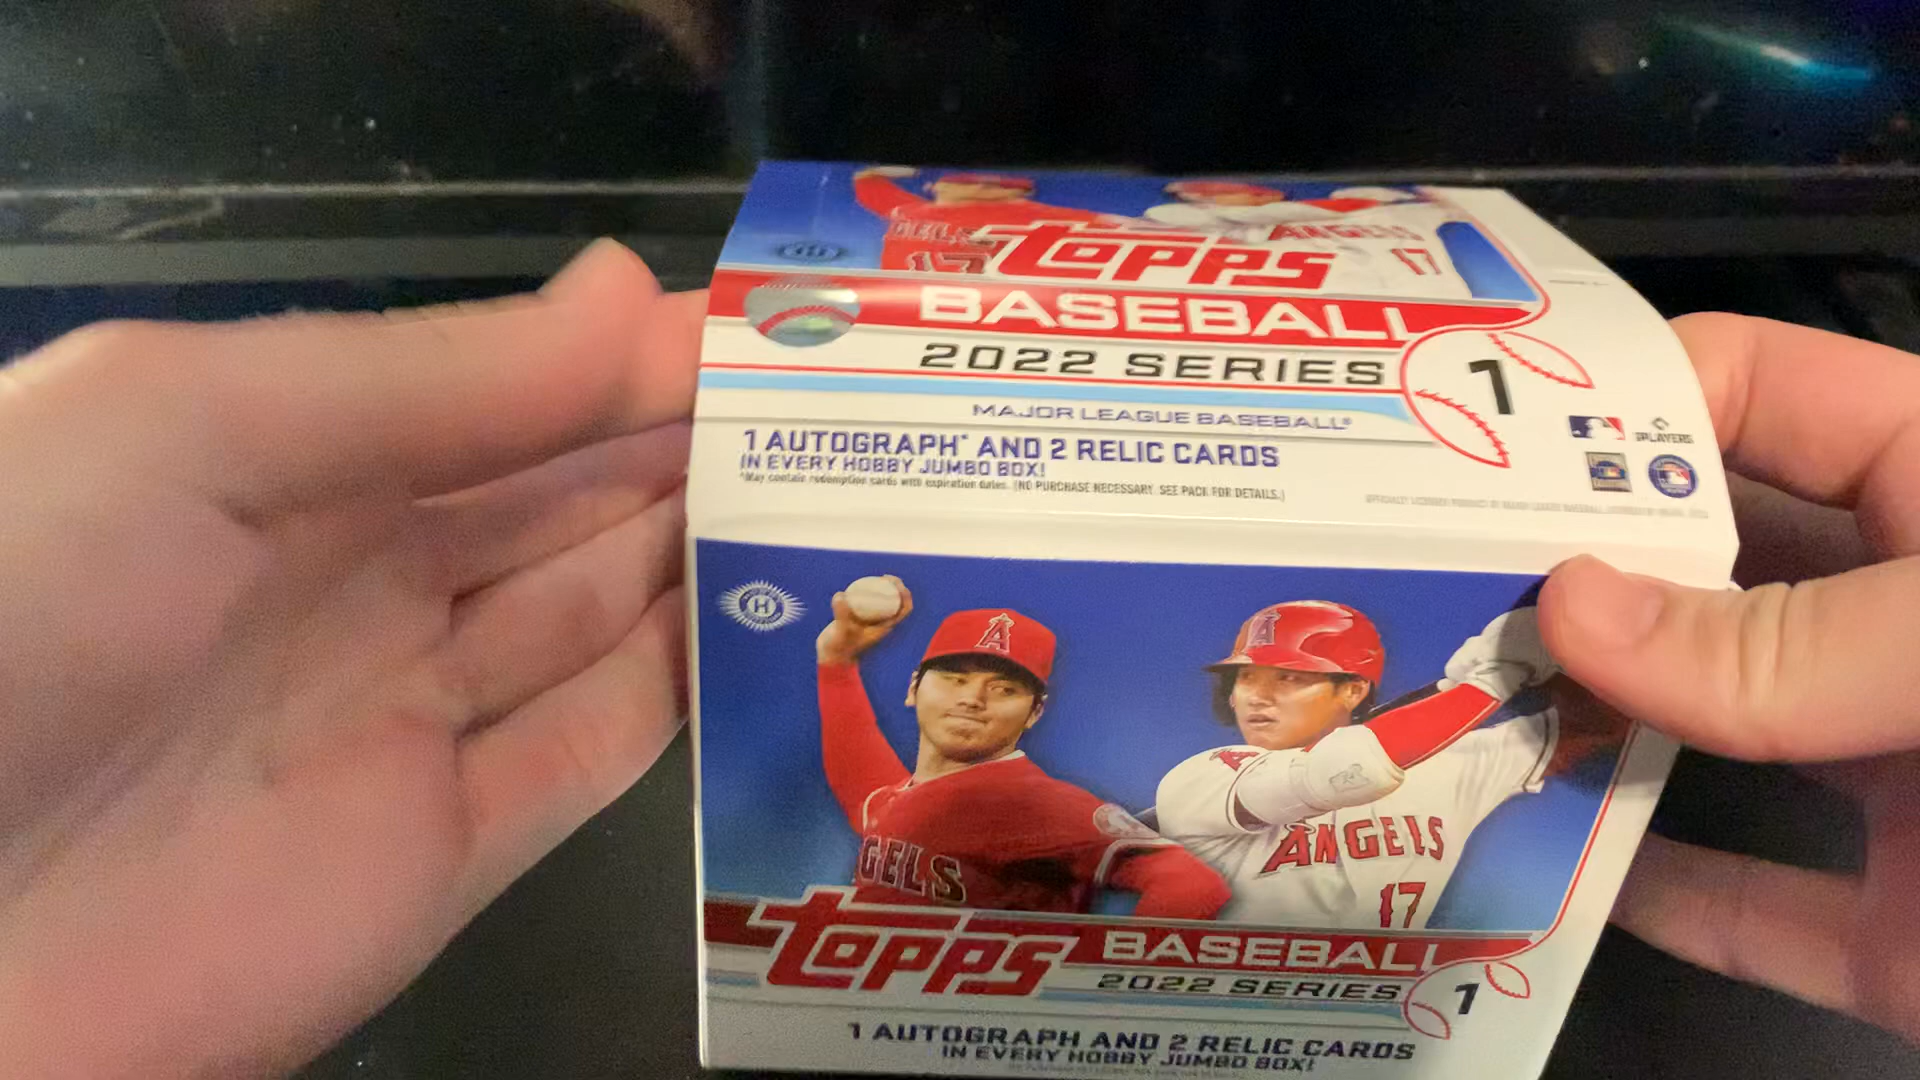 ANGELS
17
topps
BASEBALL
2022 SERIES 1
MAJOR LEAGUE BASEBALL®
1 AUTOGRAPH* AND 2 RELIC CARDS
IN EVERY HOBBY JUMBO BOX!
*May contain redemption cards with expiration dates. (NO PURCHASE NECESSARY. SEE PACK FOR DETAILS.)
PLAYERS
H
A
A
A
GELS
ANGELS
17
topps BASEBALL
2022 SERIES 1
1 AUTOGRAPH AND 2 RELIC CARDS
IN EVERY HOBBY JUMBO BOX!